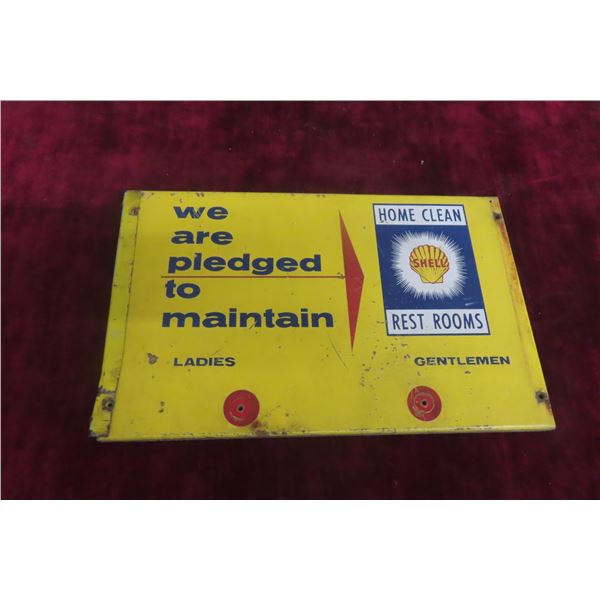 we
are
pledged
to
maintain
HOME CLEAN
SHELL
REST ROOMS
LADIES
GENTLEMEN